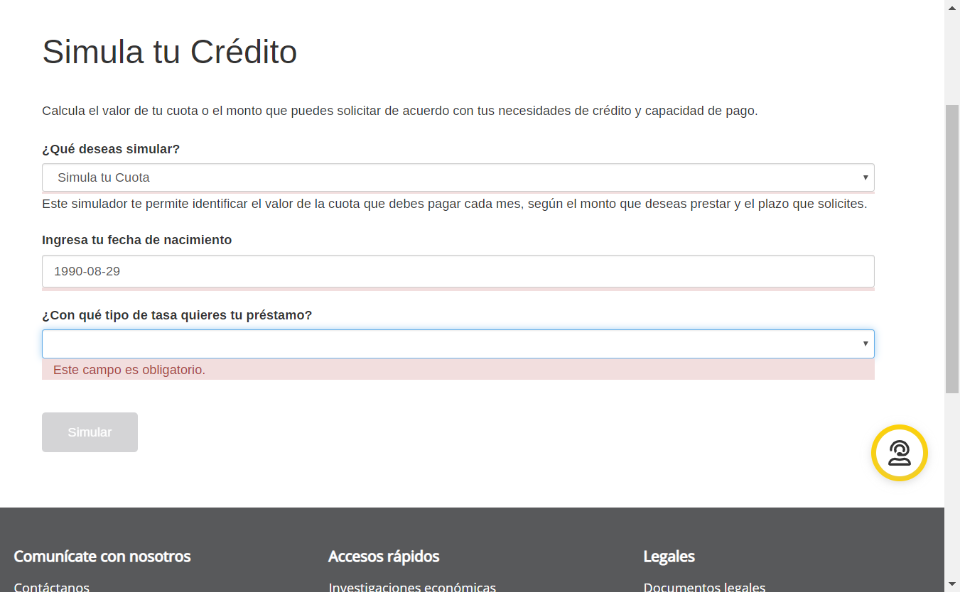 Simula tu Crédito
Calcula el valor de tu cuota o el monto que puedes solicitar de acuerdo con tus necesidades de crédito y capacidad de pago.
¿Qué deseas simular?
Simula tu Cuota
Este simulador te permite identificar el valor de la cuota que debes pagar cada mes, según el monto que deseas prestar y el plazo que solicites.
Ingresa tu fecha de nacimiento
1990-08-29
¿Con qué tipo de tasa quieres tu préstamo?
Este campo es obligatorio.
Simular
Comunícate con nosotros
Accesos rápidos
Legales
Contáctanos
Investigaciones económicas
Documentos legales